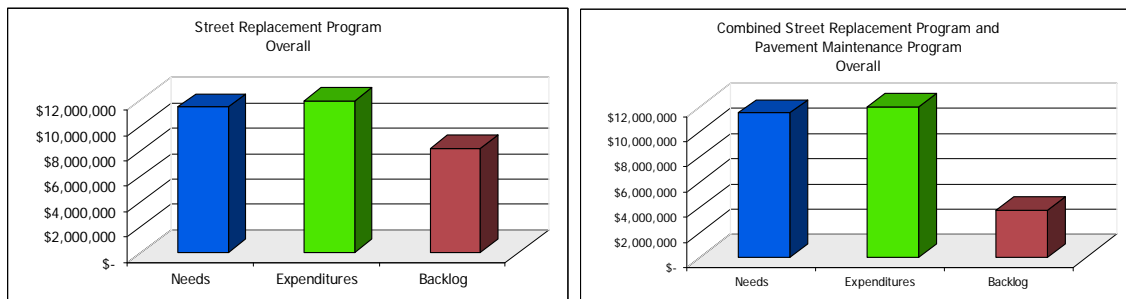 Street Replacement Program
Overall
$12,000,000
$10,000,000
$8,000,000
$6,000,000
$4,000,000
$2,000,000
$-
Needs Expenditures Backlog
Combined Street Replacement Program and
Pavement Maintenance Program
Overall
$12,000,000
$10,000,000
$8,000,000
$6,000,000
$4,000,000
$2,000,000
$-
Needs Expenditures Backlog